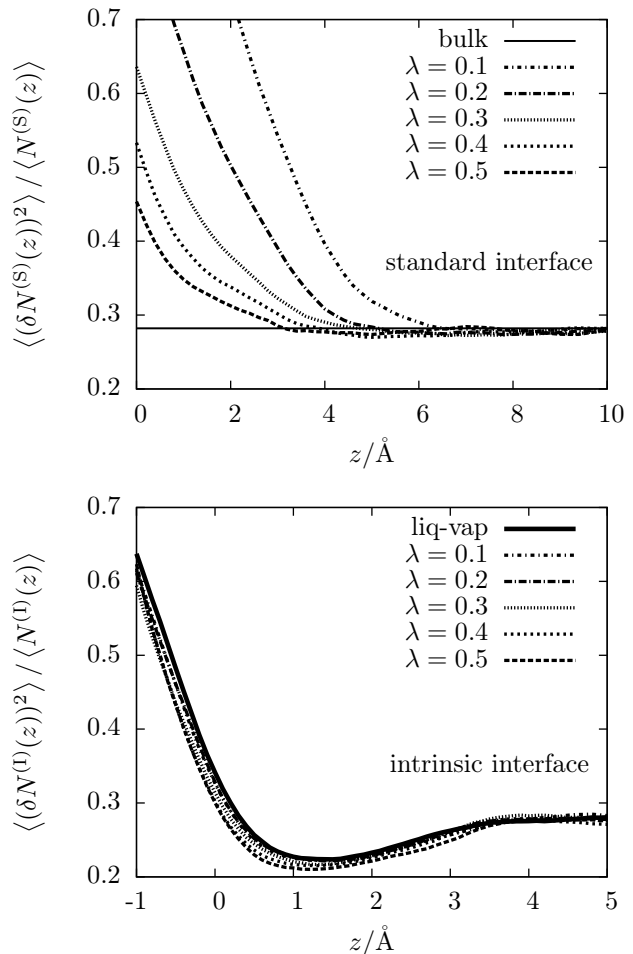 0.7
0.6
0.5
0.4
0.3
0.2
⟨(δN^(S)(z))²⟩ / ⟨N^(S)(z)⟩
bulk
λ = 0.1
λ = 0.2
λ = 0.3
λ = 0.4
λ = 0.5
standard interface
0 2 4 6 8 10
z/Å
0.7
0.6
0.5
0.4
0.3
0.2
⟨(δN^(I)(z))²⟩ / ⟨N^(I)(z)⟩
liq-vap
λ = 0.1
λ = 0.2
λ = 0.3
λ = 0.4
λ = 0.5
intrinsic interface
-1 0 1 2 3 4 5
z/Å